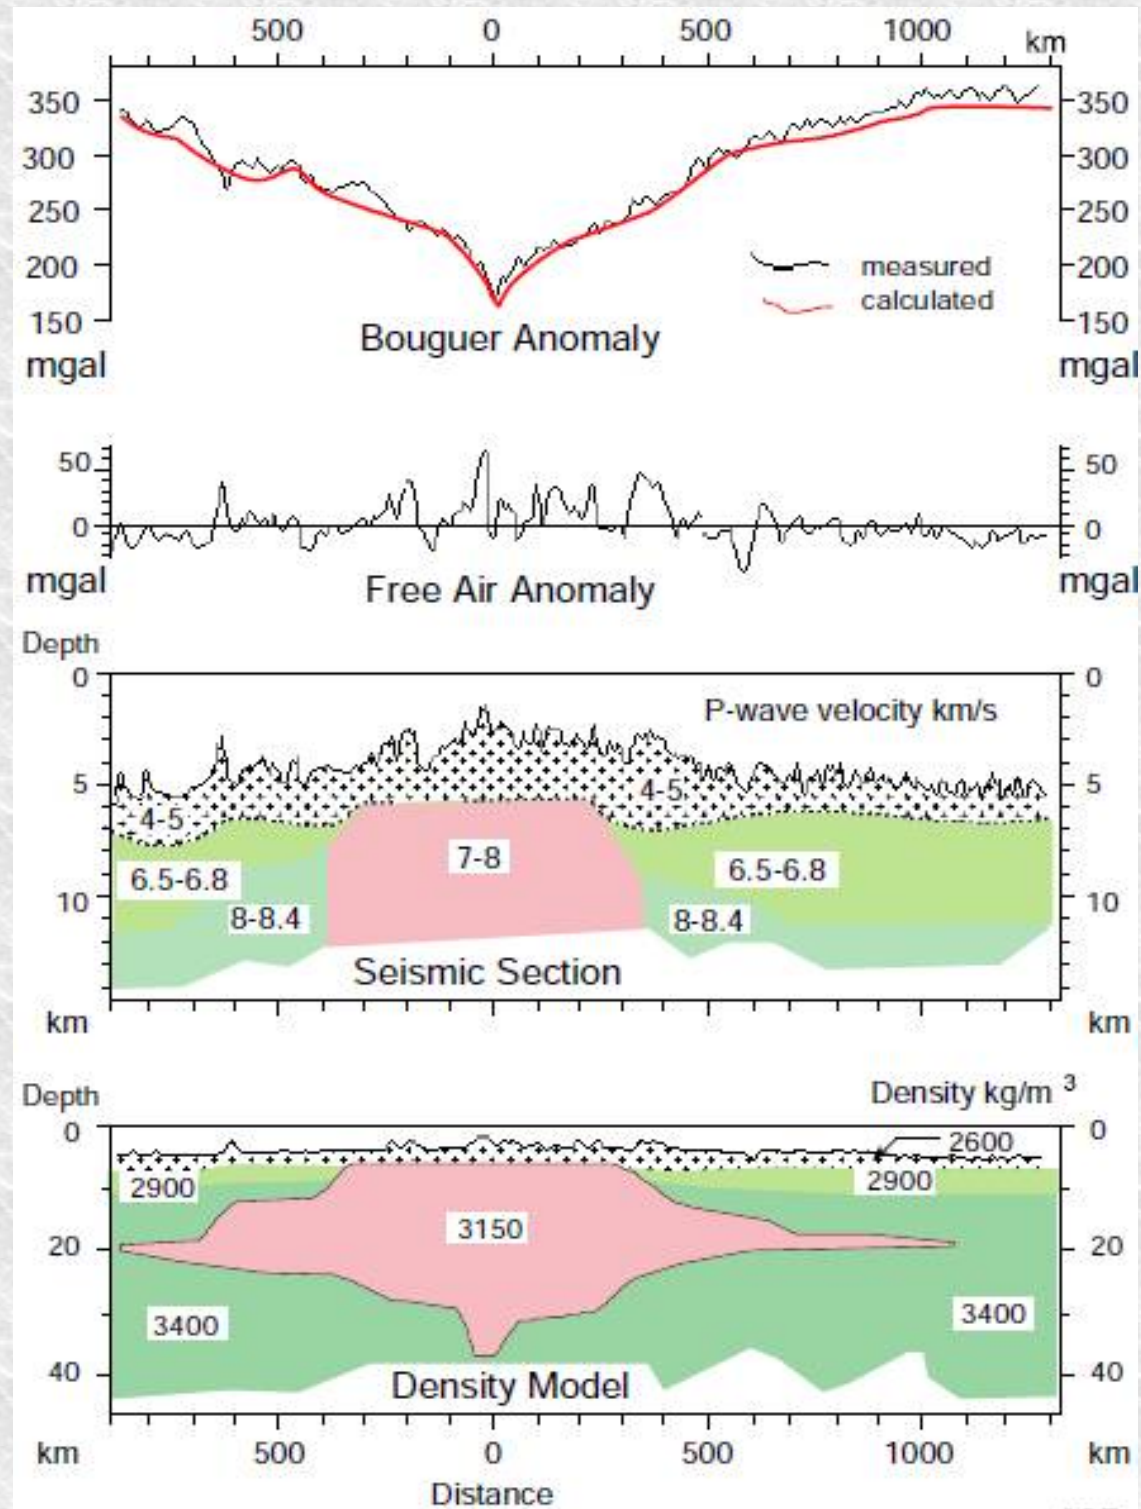 500 0 500 1000 km
350 350
300 300
250 250
200 measured 200
calculated
150 150
Bouguer Anomaly
mgal mgal
50 50
0 0
mgal mgal
Free Air Anomaly
Depth
0 0
P-wave velocity km/s
5 4-5 5
4-5
7-8
6.5-6.8 6.5-6.8
10 10
8-8.4 8-8.4
Seismic Section
km km
Depth Density kg/m 3
0 2600 0
2900 2900
3150
20 20
3400 3400
40 40
Density Model
km 500 0 500 1000 km
Distance